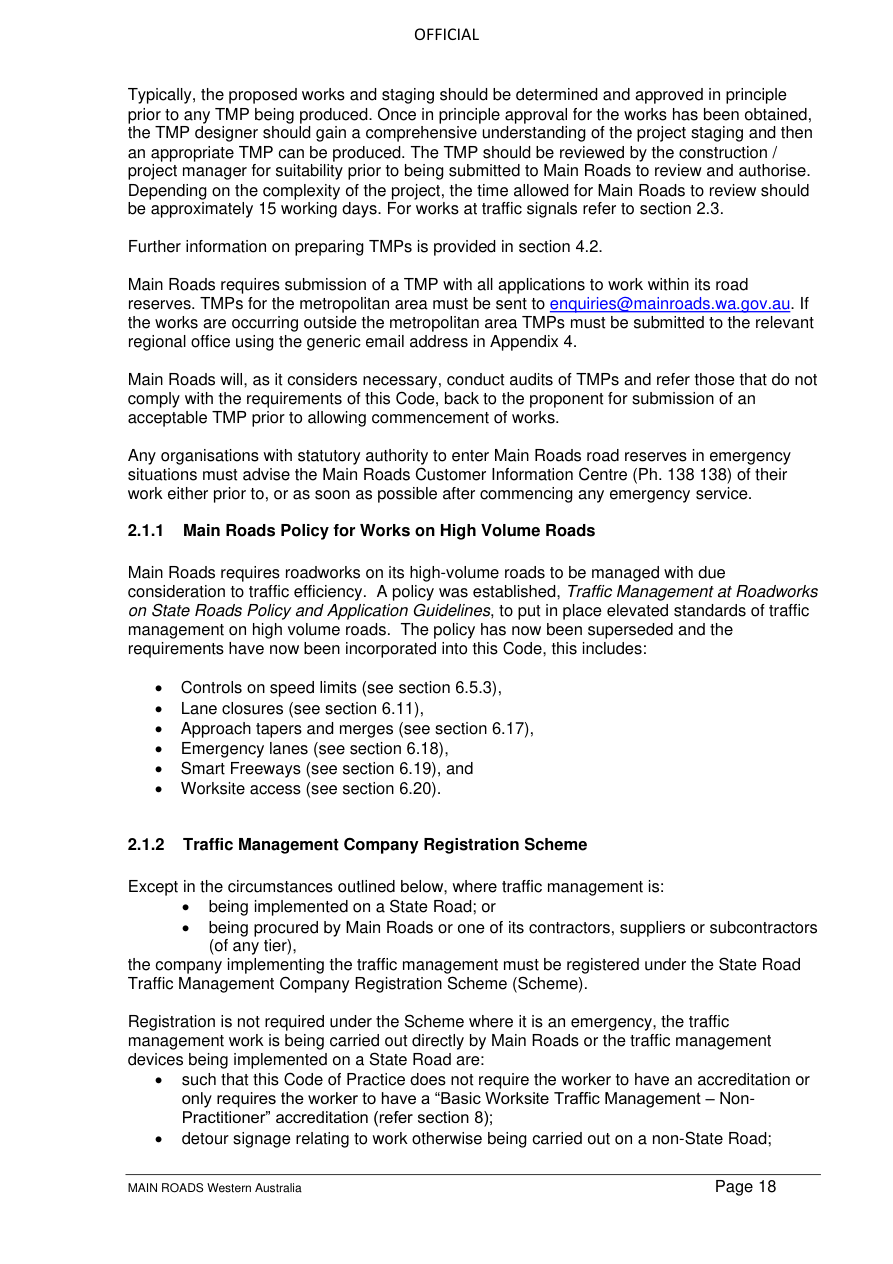 OFFICIAL
Typically, the proposed works and staging should be determined and approved in principle
prior to any TMP being produced. Once in principle approval for the works has been obtained,
the TMP designer should gain a comprehensive understanding of the project staging and then
an appropriate TMP can be produced. The TMP should be reviewed by the construction /
project manager for suitability prior to being submitted to Main Roads to review and authorise.
Depending on the complexity of the project, the time allowed for Main Roads to review should
be approximately 15 working days. For works at traffic signals refer to section 2.3.
Further information on preparing TMPs is provided in section 4.2.
Main Roads requires submission of a TMP with all applications to work within its road
reserves. TMPs for the metropolitan area must be sent to enquiries@mainroads.wa.gov.au. If
the works are occurring outside the metropolitan area TMPs must be submitted to the relevant
regional office using the generic email address in Appendix 4.
Main Roads will, as it considers necessary, conduct audits of TMPs and refer those that do not
comply with the requirements of this Code, back to the proponent for submission of an
acceptable TMP prior to allowing commencement of works.
Any organisations with statutory authority to enter Main Roads road reserves in emergency
situations must advise the Main Roads Customer Information Centre (Ph. 138 138) of their
work either prior to, or as soon as possible after commencing any emergency service.
2.1.1 Main Roads Policy for Works on High Volume Roads
Main Roads requires roadworks on its high-volume roads to be managed with due
consideration to traffic efficiency. A policy was established, Traffic Management at Roadworks
on State Roads Policy and Application Guidelines, to put in place elevated standards of traffic
management on high volume roads. The policy has now been superseded and the
requirements have now been incorporated into this Code, this includes:
• Controls on speed limits (see section 6.5.3),
• Lane closures (see section 6.11),
• Approach tapers and merges (see section 6.17),
• Emergency lanes (see section 6.18),
• Smart Freeways (see section 6.19), and
• Worksite access (see section 6.20).
2.1.2 Traffic Management Company Registration Scheme
Except in the circumstances outlined below, where traffic management is:
• being implemented on a State Road; or
• being procured by Main Roads or one of its contractors, suppliers or subcontractors
(of any tier),
the company implementing the traffic management must be registered under the State Road
Traffic Management Company Registration Scheme (Scheme).
Registration is not required under the Scheme where it is an emergency, the traffic
management work is being carried out directly by Main Roads or the traffic management
devices being implemented on a State Road are:
• such that this Code of Practice does not require the worker to have an accreditation or
only requires the worker to have a “Basic Worksite Traffic Management – Non-
Practitioner” accreditation (refer section 8);
• detour signage relating to work otherwise being carried out on a non-State Road;
MAIN ROADS Western Australia Page 18